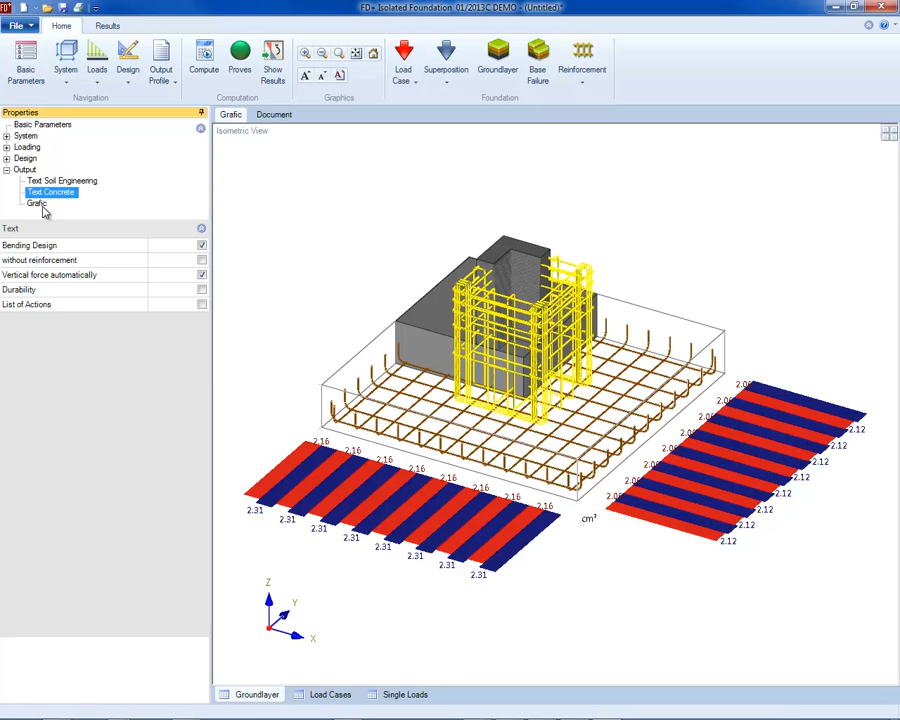 FD+ Isolated Foundation 01/2013C DEMO - (Untitled)*
File
Home
Results
Basic Parameters
System
Loads
Design
Output Profile
Compute
Proves
Show Results
Load Case
Superposition
Groundlayer
Base Failure
Reinforcement
Navigation
Computation
Graphics
Foundation
Properties
Basic Parameters
System
Loading
Design
Output
Text Soil Engineering
Text Concrete
Grafic
Text
Bending Design
without reinforcement
Vertical force automatically
Durability
List of Actions
Grafic
Document
Isometric View
2.16
2.16
2.16
2.16
2.16
2.16
2.16
2.16
2.31
2.31
2.31
2.31
2.31
2.31
2.31
2.31
cm²
2.12
2.12
2.12
2.12
2.12
2.12
2.12
Z
Y
X
Groundlayer
Load Cases
Single Loads